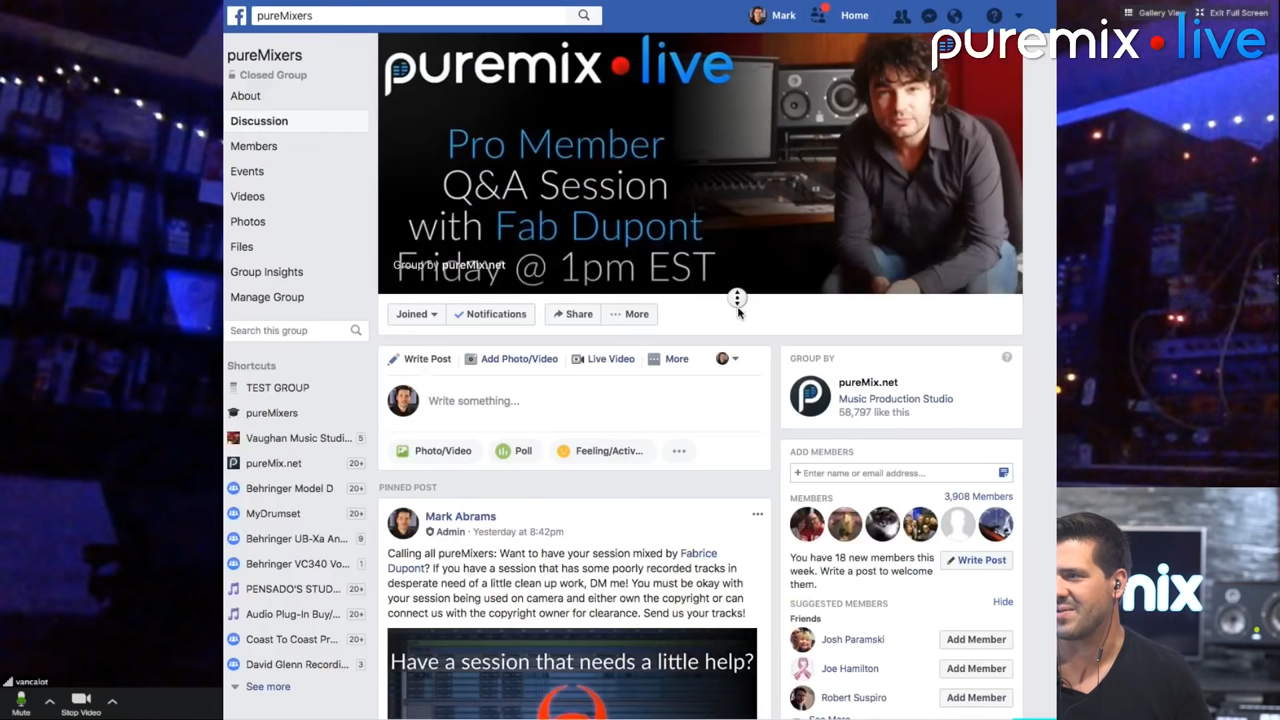 pureMixers
Mark
Home
Gallery View
Exit Full Screen
puremix live
pureMixers
Closed Group
About
Discussion
Members
Events
Videos
Photos
Files
Group Insights
Manage Group
Search this group
Shortcuts
TEST GROUP
pureMixers
Vaughan Music Studi... 5
pureMix.net 20+
Behringer Model D 20+
MyDrumset 20+
Behringer UB-Xa An... 9
Behringer VC340 Vo... 1
PENSADO'S STUD... 20+
Audio Plug-In Buy/... 20+
Coast To Coast Pr... 20+
David Glenn Recordi... 3
See more
puremix live
Pro Member
Q&A Session
with Fab Dupont
Friday @ 1pm EST
Group by pureMix.net
Joined
Notifications
Share
More
Write Post
Add Photo/Video
Live Video
More
Write something...
Photo/Video
Poll
Feeling/Activ...
PINNED POST
Mark Abrams
Admin · Yesterday at 8:42pm
Calling all pureMixers: Want to have your session mixed by Fabrice
Dupont? If you have a session that has some poorly recorded tracks in
desperate need of a little clean up work, DM me! You must be okay with
your session being used on camera and either own the copyright or can
connect us with the copyright owner for clearance. Send us your tracks!
Have a session that needs a little help?
GROUP BY
pureMix.net
Music Production Studio
58,797 like this
ADD MEMBERS
+ Enter name or email address...
MEMBERS
3,908 Members
You have 18 new members this
week. Write a post to welcome
them.
Write Post
SUGGESTED MEMBERS
Hide
Friends
Josh Paramski
Add Member
Joe Hamilton
Add Member
Robert Suspiro
Add Member
See More
vancalot
Mute
Stop Video
nix